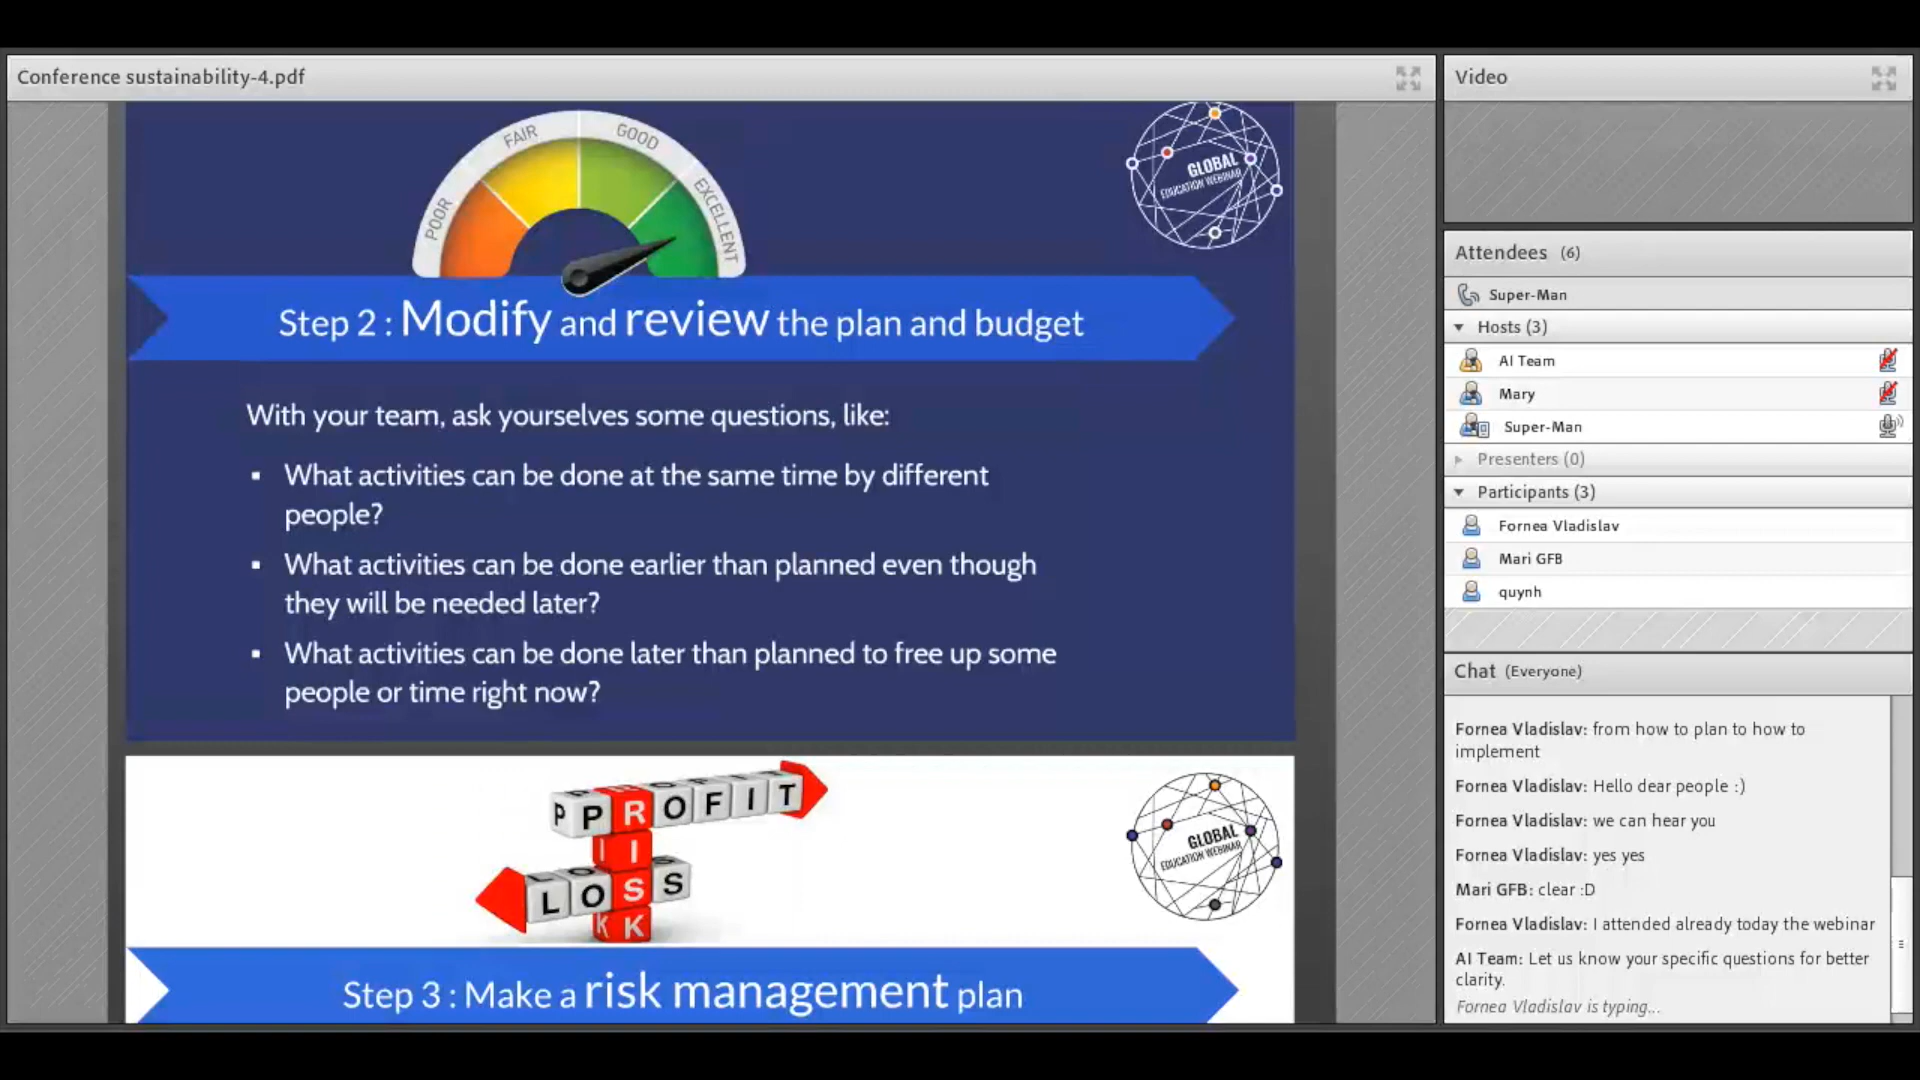 Conference sustainability-4.pdf
POOR
FAIR
GOOD
EXCELLENT
GLOBAL
EDUCATION WEBINAR
Step 2 : Modify and review the plan and budget
With your team, ask yourselves some questions, like:
▪ What activities can be done at the same time by different
people?
▪ What activities can be done earlier than planned even though
they will be needed later?
▪ What activities can be done later than planned to free up some
people or time right now?
PROFIT
RISK
LOSS
GLOBAL
EDUCATION WEBINAR
Step 3 : Make a risk management plan
Video
Attendees (6)
Super-Man
Hosts (3)
AI Team
Mary
Super-Man
Presenters (0)
Participants (3)
Fornea Vladislav
Mari GFB
quynh
Chat (Everyone)
Fornea Vladislav: from how to plan to how to
implement
Fornea Vladislav: Hello dear people :)
Fornea Vladislav: we can hear you
Fornea Vladislav: yes yes
Mari GFB: clear :D
Fornea Vladislav: I attended already today the webinar
AI Team: Let us know your specific questions for better
clarity.
Fornea Vladislav is typing...